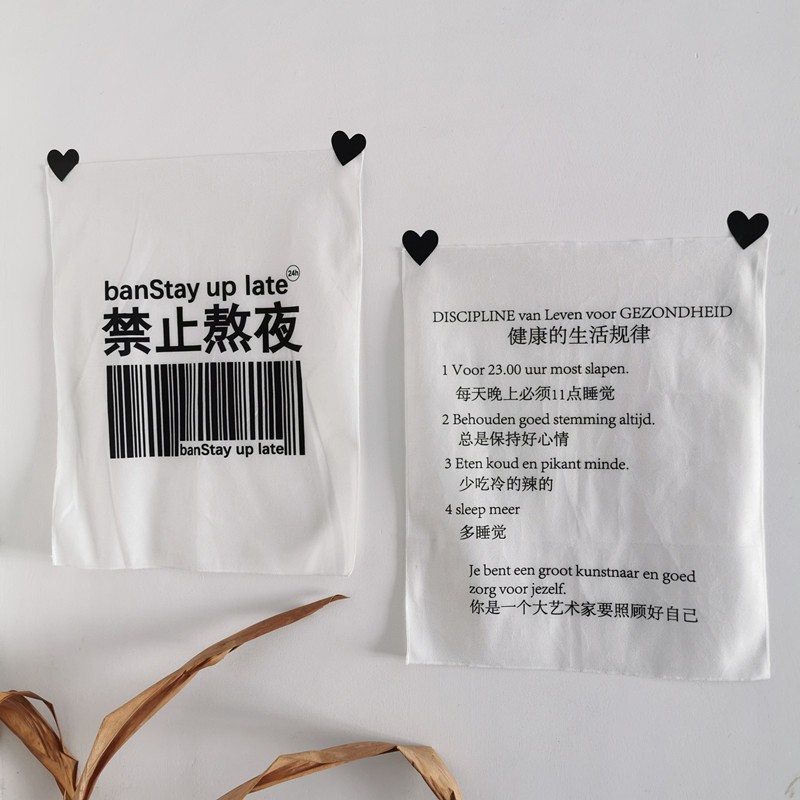 banStay up late
24h
禁止熬夜
banStay up late
DISCIPLINE van Leven voor GEZONDHEID
健康的生活规律
1 Voor 23.00 uur most slapen.
每天晚上必须11点睡觉
2 Behouden goed stemming altijd.
总是保持好心情
3 Eten koud en pikant minde.
少吃冷的辣的
4 sleep meer
多睡觉
Je bent een groot kunstnaar en goed
zorg voor jezelf.
你是一个大艺术家要照顾好自己